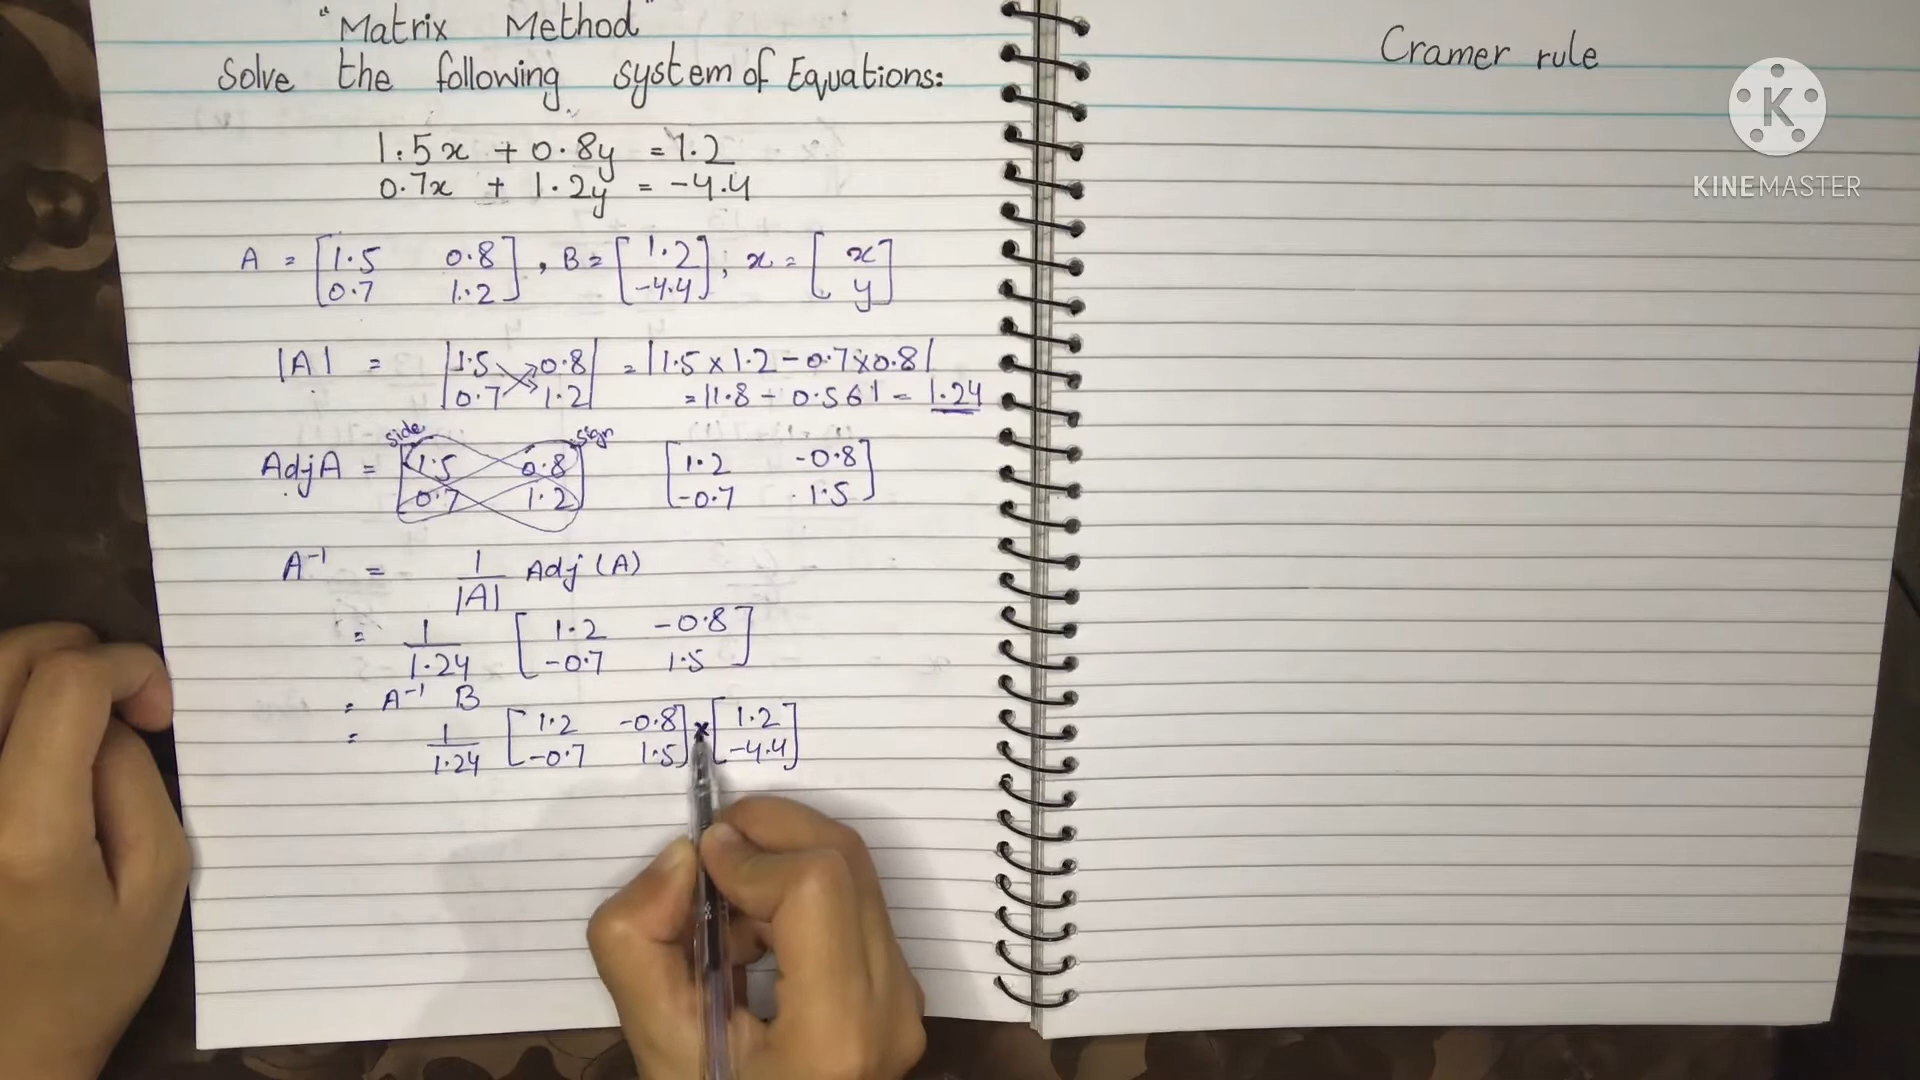 "Matrix Method"
Solve the following system of Equations:
1.5x + 0.8y = 1.2
0.7x + 1.2y = -4.4
A = [1.5 0.8
0.7 1.2], B = [1.2
-4.4]; x = [x
y]
|A| = |1.5 0.8
0.7 1.2| = |1.5 × 1.2 - 0.7 × 0.8|
= |1.8 - 0.56| = 1.24
side sign
Adj A = [1.5 0.8
0.7 1.2] [1.2 -0.8
-0.7 1.5]
A⁻¹ = 1/|A| Adj (A)
= 1/1.24 [1.2 -0.8
-0.7 1.5]
= A⁻¹ B
= 1/1.24 [1.2 -0.8
-0.7 1.5] × [1.2
-4.4]
Cramer rule
K
KINEMASTER